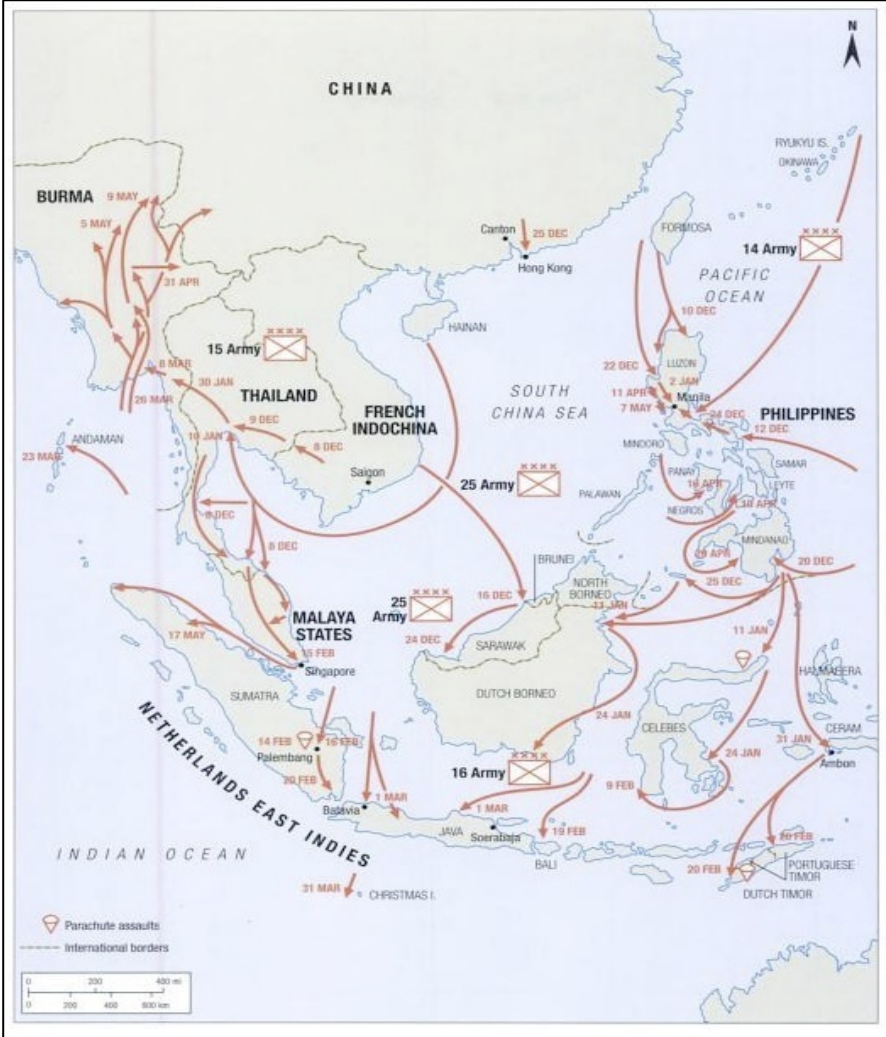 N
CHINA
RYUKYU IS.
OKINAWA
BURMA
9 MAY
5 MAY
Canton
25 DEC
Hong Kong
FORMOSA
14 Army
PACIFIC
OCEAN
31 APR
HAINAN
10 DEC
15 Army
LUZON
22 DEC
8 MAR
30 JAN
2 JAN
THAILAND
11 APR
Manila
26 MAR
SOUTH
CHINA SEA
7 MAY
24 DEC
PHILIPPINES
FRENCH
INDOCHINA
9 DEC
12 DEC
ANDAMAN
8 DEC
MINDORO
23 MAR
Saigon
SAMAR
PANAY
LEYTE
25 Army
PALAWAN
16 APR
NEGROS
8 DEC
MINDANAO
8 DEC
29 APR
BRUNEI
20 DEC
NORTH
BORNEO
25 DEC
16 DEC
25
Army
MALAYA
STATES
11 JAN
17 MAY
24 DEC
SARAWAK
11 JAN
15 FEB
Singapore
HALMAHERA
SUMATRA
DUTCH BORNEO
NETHERLANDS EAST INDIES
24 JAN
CELEBES
CERAM
31 JAN
14 FEB
16 FEB
24 JAN
Palembang
Ambon
16 Army
20 FEB
9 FEB
1 MAR
Batavia
1 MAR
JAVA
Soerabaja
19 FEB
20 FEB
INDIAN OCEAN
BALI
20 FEB
PORTUGUESE
TIMOR
31 MAR
CHRISTMAS I.
DUTCH TIMOR
Parachute assaults
International borders
0 200 400 mi
0 200 400 600 km